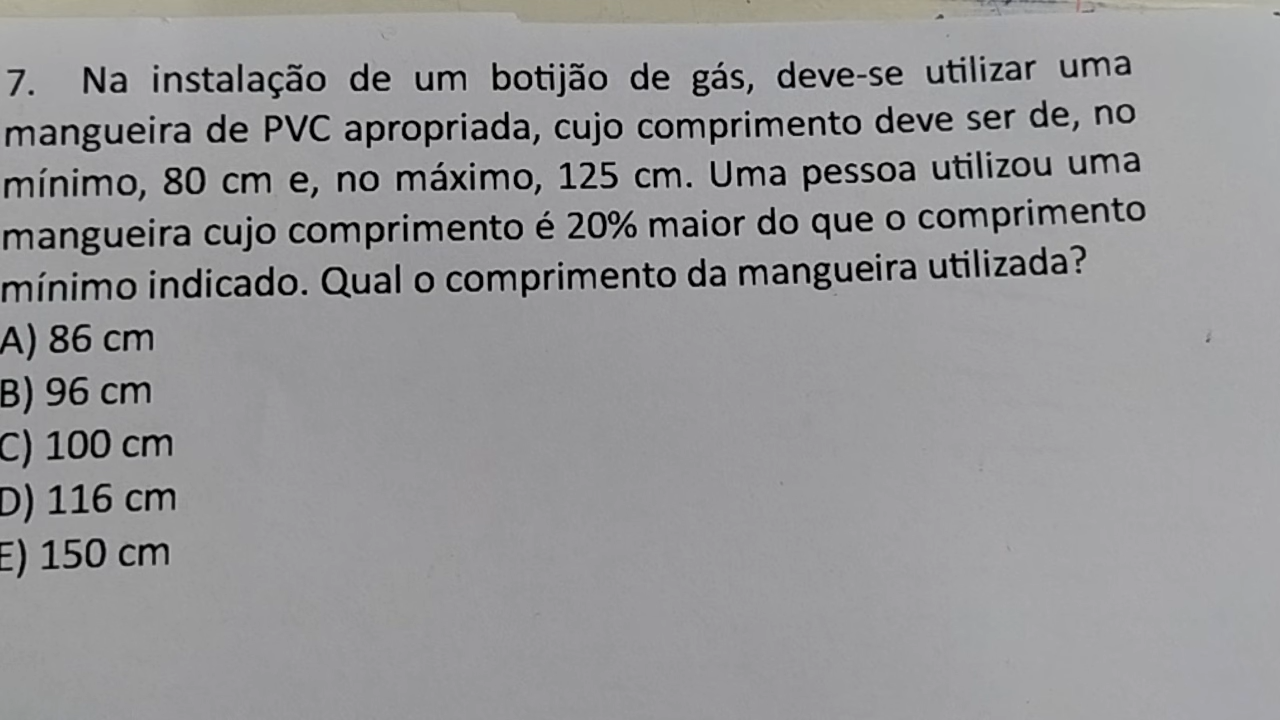 7. Na instalação de um botijão de gás, deve-se utilizar uma
mangueira de PVC apropriada, cujo comprimento deve ser de, no
mínimo, 80 cm e, no máximo, 125 cm. Uma pessoa utilizou uma
mangueira cujo comprimento é 20% maior do que o comprimento
mínimo indicado. Qual o comprimento da mangueira utilizada?
A) 86 cm
B) 96 cm
C) 100 cm
D) 116 cm
E) 150 cm